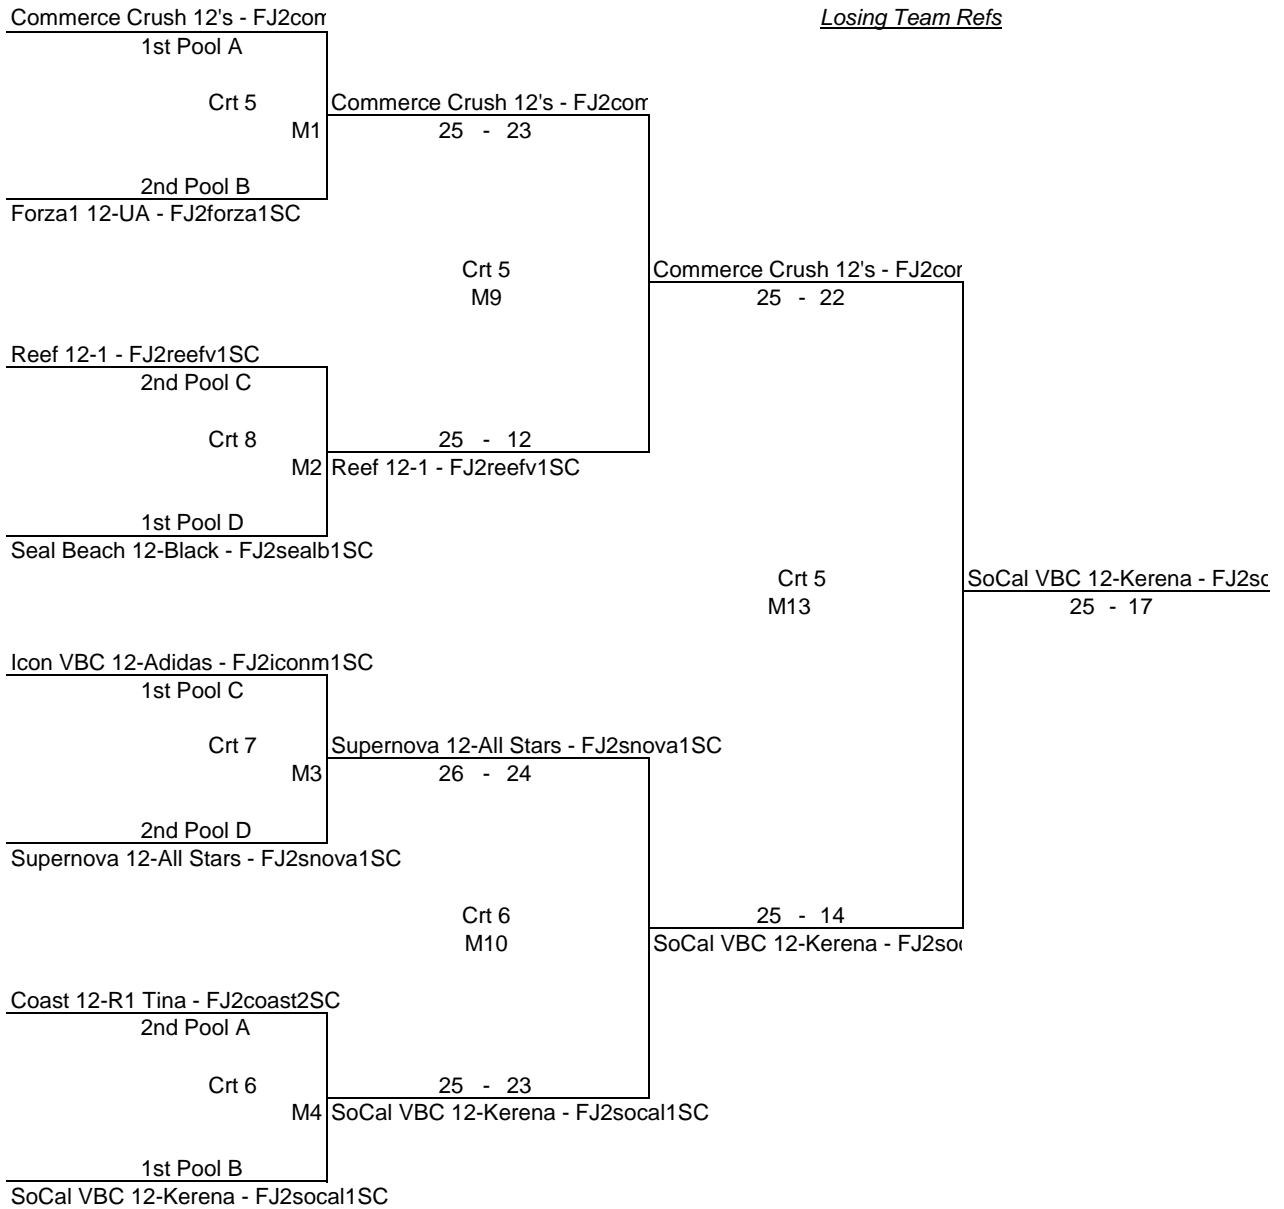 Commerce Crush 12's - FJ2com
Losing Team Refs
1st Pool A
Crt 5
Commerce Crush 12's - FJ2com
M1
25 - 23
2nd Pool B
Forza1 12-UA - FJ2forza1SC
Crt 5
Commerce Crush 12's - FJ2com
M9
25 - 22
Reef 12-1 - FJ2reefv1SC
2nd Pool C
Crt 8
25 - 12
M2
Reef 12-1 - FJ2reefv1SC
1st Pool D
Seal Beach 12-Black - FJ2sealb1SC
Crt 5
SoCal VBC 12-Kerena - FJ2so
M13
25 - 17
Icon VBC 12-Adidas - FJ2iconm1SC
1st Pool C
Crt 7
Supernova 12-All Stars - FJ2snova1SC
M3
26 - 24
2nd Pool D
Supernova 12-All Stars - FJ2snova1SC
Crt 6
25 - 14
M10
SoCal VBC 12-Kerena - FJ2so
Coast 12-R1 Tina - FJ2coast2SC
2nd Pool A
Crt 6
25 - 23
M4
SoCal VBC 12-Kerena - FJ2socal1SC
1st Pool B
SoCal VBC 12-Kerena - FJ2socal1SC